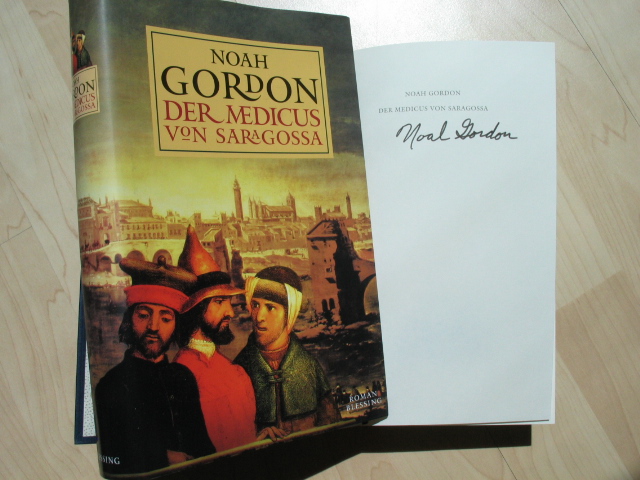 NOAH
GORDON
DER MEDICUS
VON SARAGOSSA
ROMAN
BLESSING
NOAH GORDON
DER MEDICUS VON SARAGOSSA
Noah Gordon